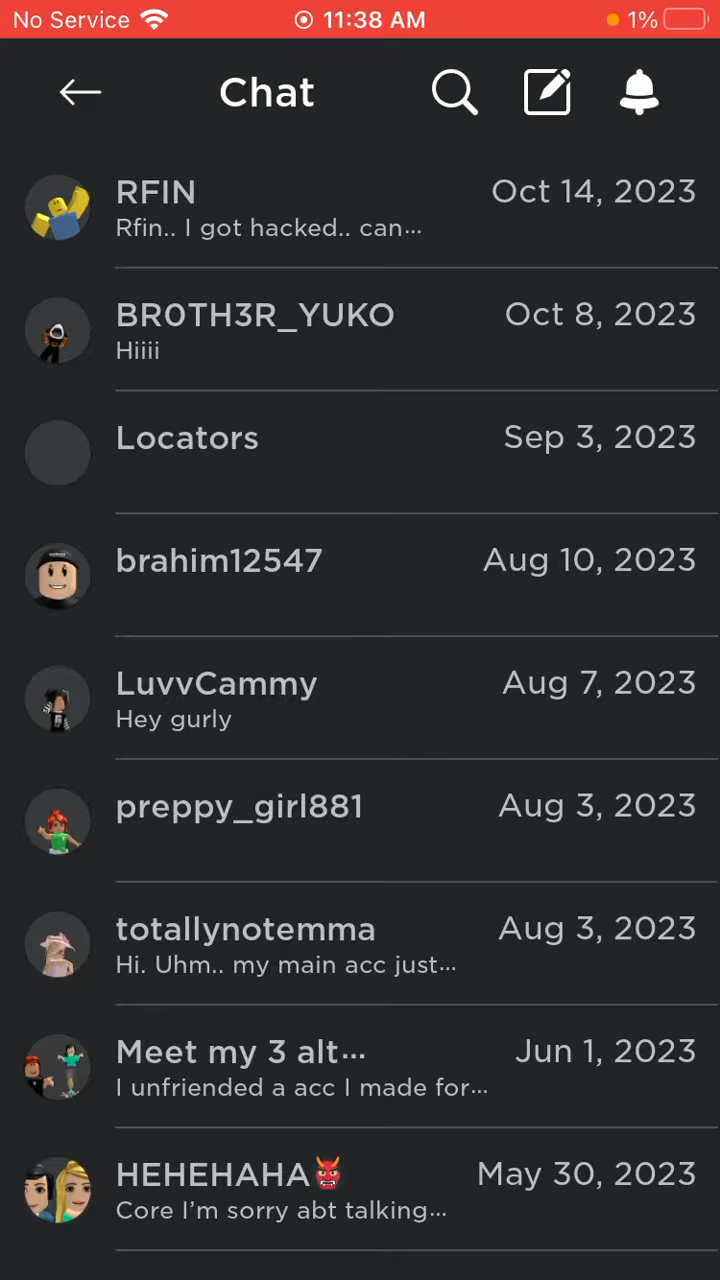 No Service 11:38 AM 1%
Chat
RFIN Oct 14, 2023
Rfin.. I got hacked.. can...
BR0TH3R_YUKO Oct 8, 2023
Hiiii
Locators Sep 3, 2023
brahim12547 Aug 10, 2023
LuvvCammy Aug 7, 2023
Hey gurly
preppy_girl881 Aug 3, 2023
totallynotemma Aug 3, 2023
Hi. Uhm.. my main acc just...
Meet my 3 alt... Jun 1, 2023
I unfriended a acc I made for...
HEHEHAHA👹 May 30, 2023
Core I'm sorry abt talking...